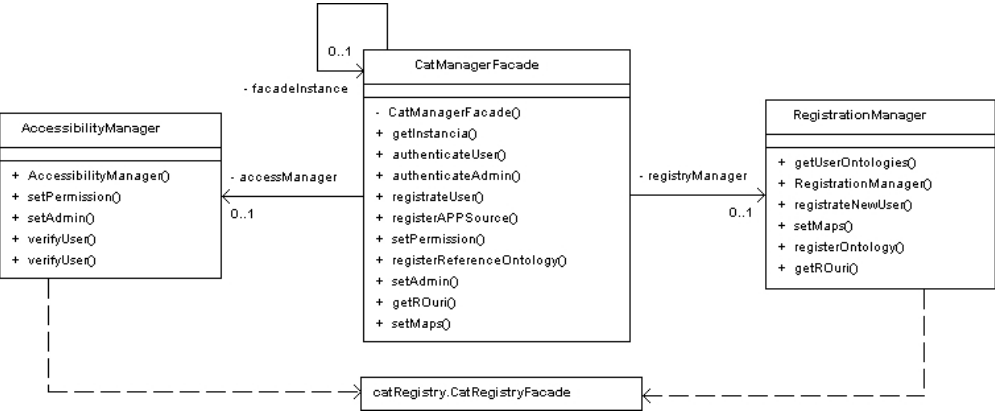 0..1
- facadeInstance
CatManagerFacade
- CatManagerFacade()
+ getInstancia()
+ authenticateUser()
+ authenticateAdmin()
+ registrateUser()
+ registerAPPSource()
+ setPermission()
+ registerReferenceOntology()
+ setAdmin()
+ getROuri()
+ setMaps()
AccessibilityManager
+ AccessibilityManager()
+ setPermission()
+ setAdmin()
+ verifyUser()
+ verifyUser()
- accessManager
0..1
- registryManager
0..1
RegistrationManager
+ getUserOntologies()
+ RegistrationManager()
+ registrateNewUser()
+ setMaps()
+ registerOntology()
+ getROuri()
catRegistry.CatRegistryFacade